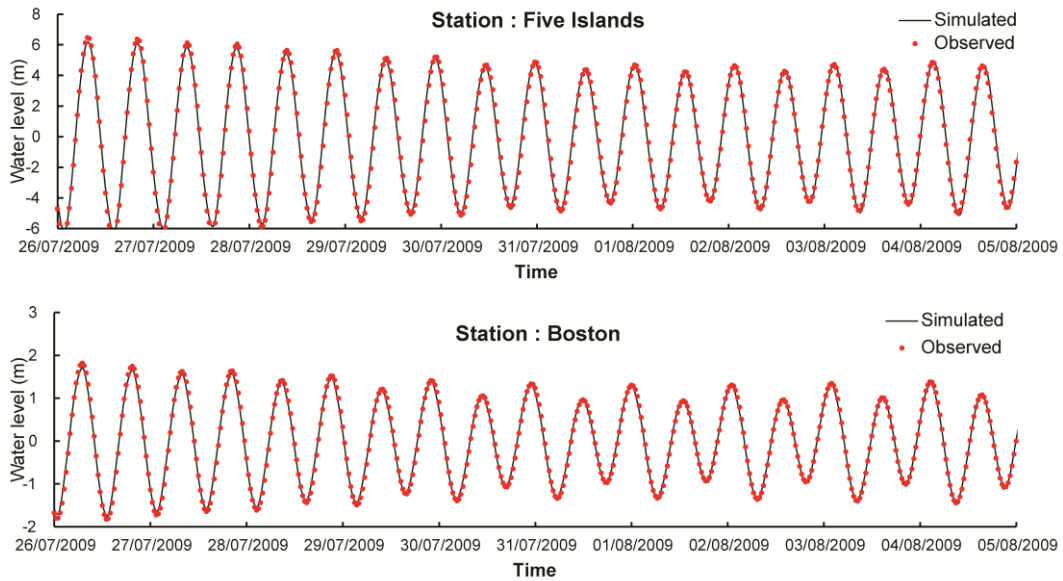 Station : Five Islands
Simulated
Observed
Water level (m)
8
6
4
2
0
-2
-4
-6
26/07/2009 27/07/2009 28/07/2009 29/07/2009 30/07/2009 31/07/2009 01/08/2009 02/08/2009 03/08/2009 04/08/2009 05/08/2009
Time
Station : Boston
Simulated
Observed
Water level (m)
3
2
1
0
-1
-2
26/07/2009 27/07/2009 28/07/2009 29/07/2009 30/07/2009 31/07/2009 01/08/2009 02/08/2009 03/08/2009 04/08/2009 05/08/2009
Time